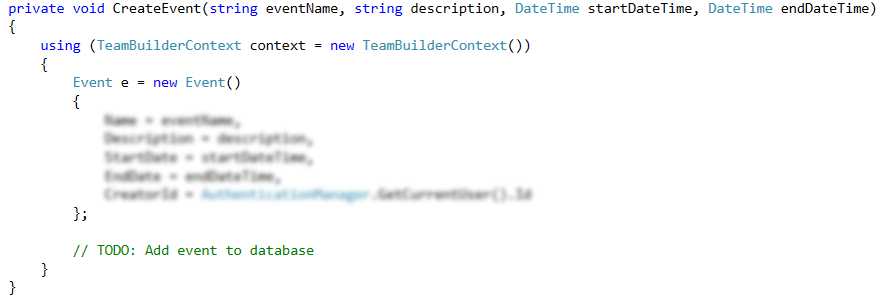 private void CreateEvent(string eventName, string description, DateTime startDateTime, DateTime endDateTime)
{
using (TeamBuilderContext context = new TeamBuilderContext())
{
Event e = new Event()
{
Name = eventName,
Description = description,
StartDate = startDateTime,
EndDate = endDateTime,
CreatorId = AuthenticationManager.GetCurrentUser().Id
};
// TODO: Add event to database
}
}